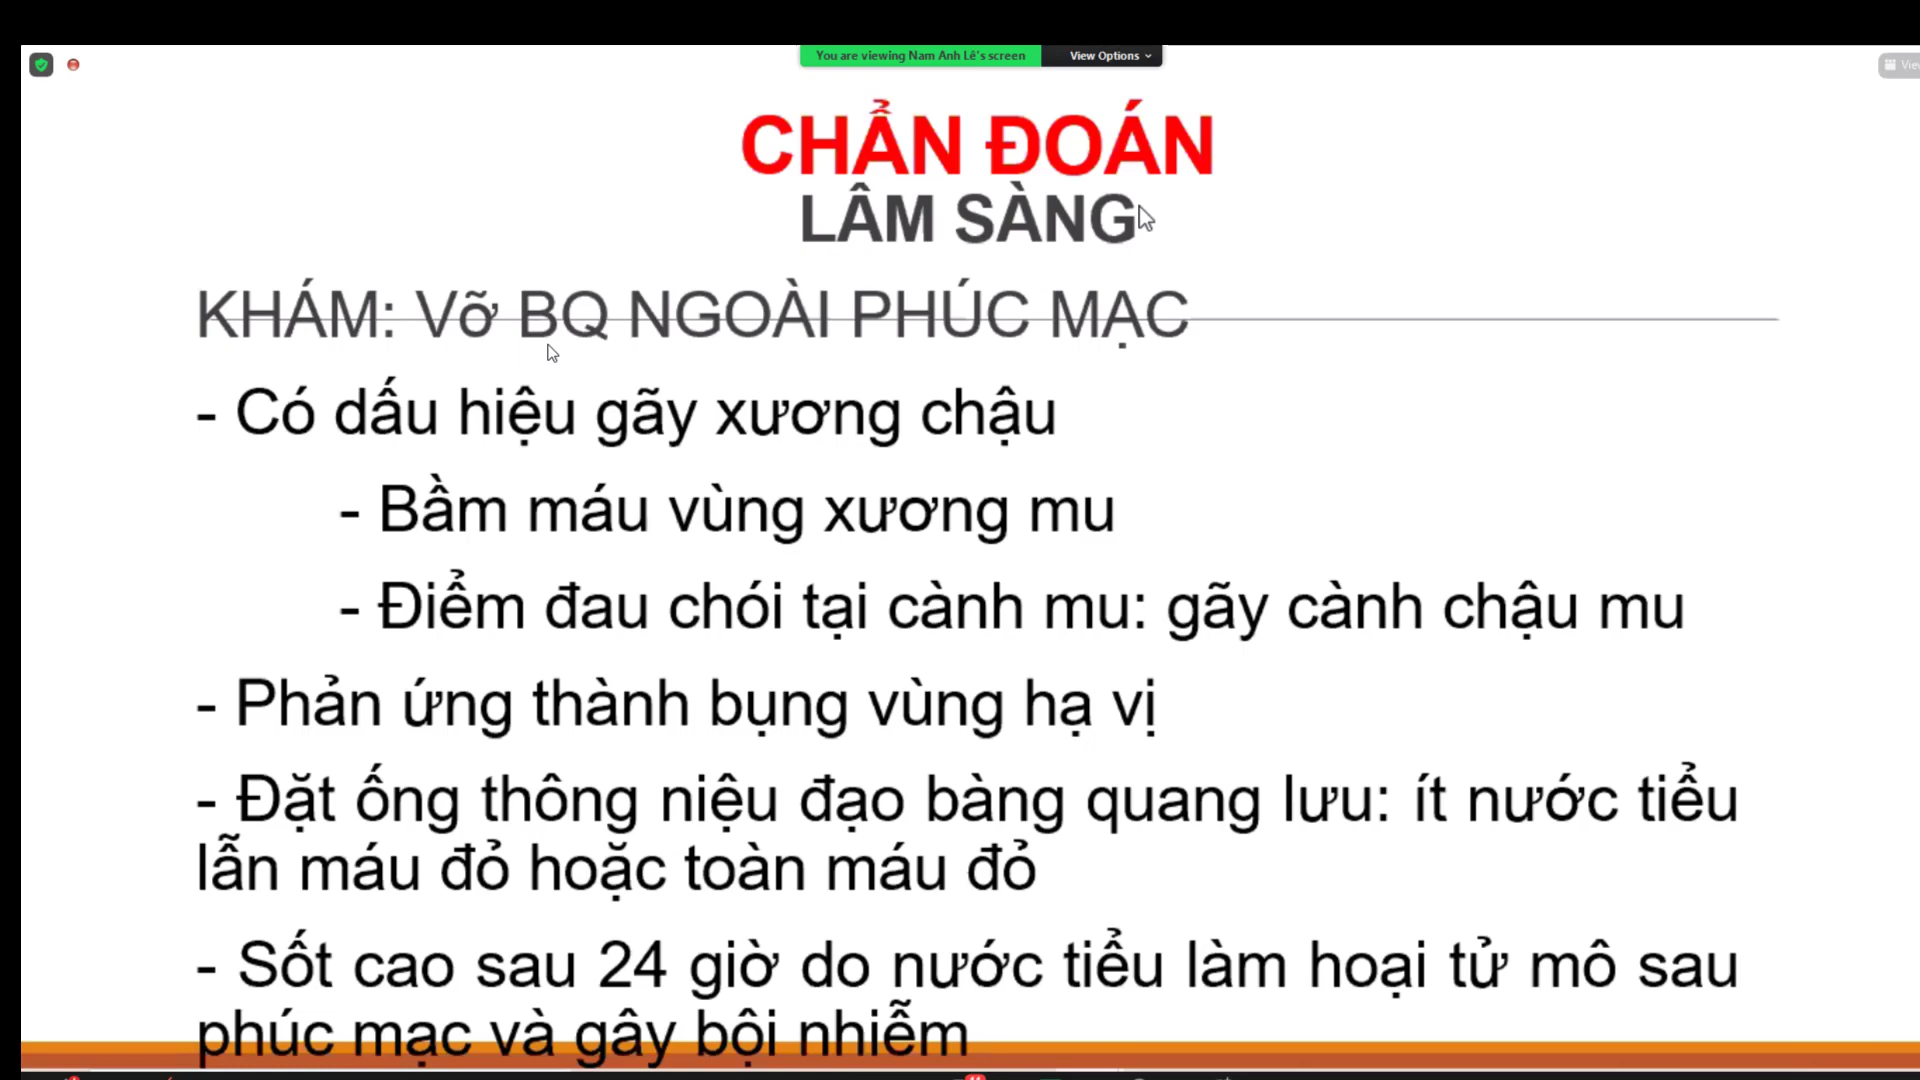 You are viewing Nam Anh Lê's screen View Options
CHẨN ĐOÁN
LÂM SÀNG
KHÁM: Vỡ BQ NGOÀI PHÚC MẠC
- Có dấu hiệu gãy xương chậu
- Bầm máu vùng xương mu
- Điểm đau chói tại cành mu: gãy cành chậu mu
- Phản ứng thành bụng vùng hạ vị
- Đặt ống thông niệu đạo bàng quang lưu: ít nước tiểu
lẫn máu đỏ hoặc toàn máu đỏ
- Sốt cao sau 24 giờ do nước tiểu làm hoại tử mô sau
phúc mạc và gây bội nhiễm